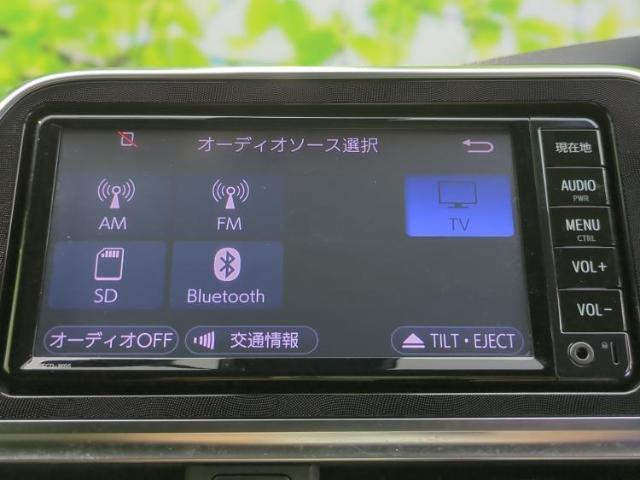 オーディオソース選択
AM
FM
TV
SD
Bluetooth
オーディオOFF
交通情報
TILT・EJECT
現在地
AUDIO
PWR
MENU
CTRL
VOL+
VOL-